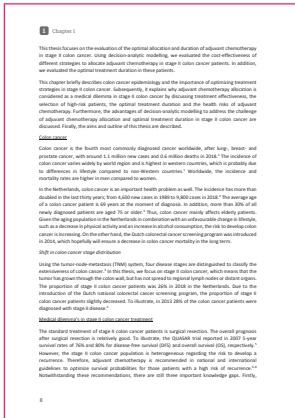 1 Chapter 1
This thesis focuses on the evaluation of the optimal allocation and duration of adjuvant chemotherapy
in stage II colon cancer. Using decision-analytic modelling, we evaluated the cost-effectiveness of
different strategies to allocate adjuvant chemotherapy in stage II colon cancer patients. In addition,
we evaluated the optimal treatment duration in these patients.
This chapter briefly describes colon cancer epidemiology and the importance of optimizing treatment
strategies in stage II colon cancer. Subsequently, it explains why adjuvant chemotherapy allocation is
considered as a medical dilemma in stage II colon cancer by discussing treatment effectiveness, the
selection of high-risk patients, the optimal treatment duration and the health risks of adjuvant
chemotherapy. Furthermore, the advantages of decision-analytic modelling to address the challenge
of adjuvant chemotherapy allocation and optimal treatment duration in stage II colon cancer are
discussed. Finally, the aims and outline of this thesis are described.
Colon cancer
Colon cancer is the fourth most commonly diagnosed cancer worldwide, after lung-, breast- and
prostate cancer, with around 1.1 million new cases and 0.6 million deaths in 2018. The incidence of
colon cancer varies widely by world region and is highest in western countries, which is probably due
to differences in lifestyle compared to non-Western countries. Worldwide, the incidence and
mortality rates are higher in men compared to women.
In the Netherlands, colon cancer is an important health problem as well. The incidence has more than
doubled in the last thirty years; from 4,600 new cases in 1989 to 9,800 cases in 2018. The average age
of a colon cancer patient is 69 years at the moment of diagnosis. In addition, more than 30% of all
newly diagnosed patients are aged 75 or older. Thus, colon cancer mainly affects elderly patients.
Given the aging population in the Netherlands in combination with an unfavourable change in lifestyle,
such as a decrease in physical activity and an increase in alcohol consumption, the risk to develop colon
cancer is increasing. On the other hand, the Dutch colorectal cancer screening program was introduced
in 2014, which hopefully will ensure a decrease in colon cancer mortality in the long term.
Shift in colon cancer stage distribution
Using the tumor-node-metastasis (TNM) system, four disease stages are distinguished to classify the
extensiveness of colon cancer. In this thesis, we focus on stage II colon cancer, which means that the
tumor has grown through the colon wall, but has not spread to regional lymph nodes or distant organs.
The proportion of stage II colon cancer patients was 26% in 2018 in the Netherlands. Due to the
introduction of the Dutch national colorectal cancer screening program, the proportion of stage II
colon cancer patients slightly decreased. To illustrate, in 2013 28% of the colon cancer patients were
diagnosed with stage II disease.
Medical dilemma's in stage II colon cancer treatment
The standard treatment of stage II colon cancer patients is surgical resection. The overall prognosis
after surgical resection is relatively good. To illustrate, the QUASAR trial reported in 2007 5-year
survival rates of 76% and 80% for disease-free survival (DFS) and overall survival (OS), respectively.
However, the stage II colon cancer population is heterogeneous regarding the risk to develop a
recurrence. Therefore, adjuvant chemotherapy is recommended in national and international
guidelines to optimise survival probabilities for those patients with a high risk of recurrence.
Notwithstanding these recommendations, there are still three important knowledge gaps. Firstly,
8